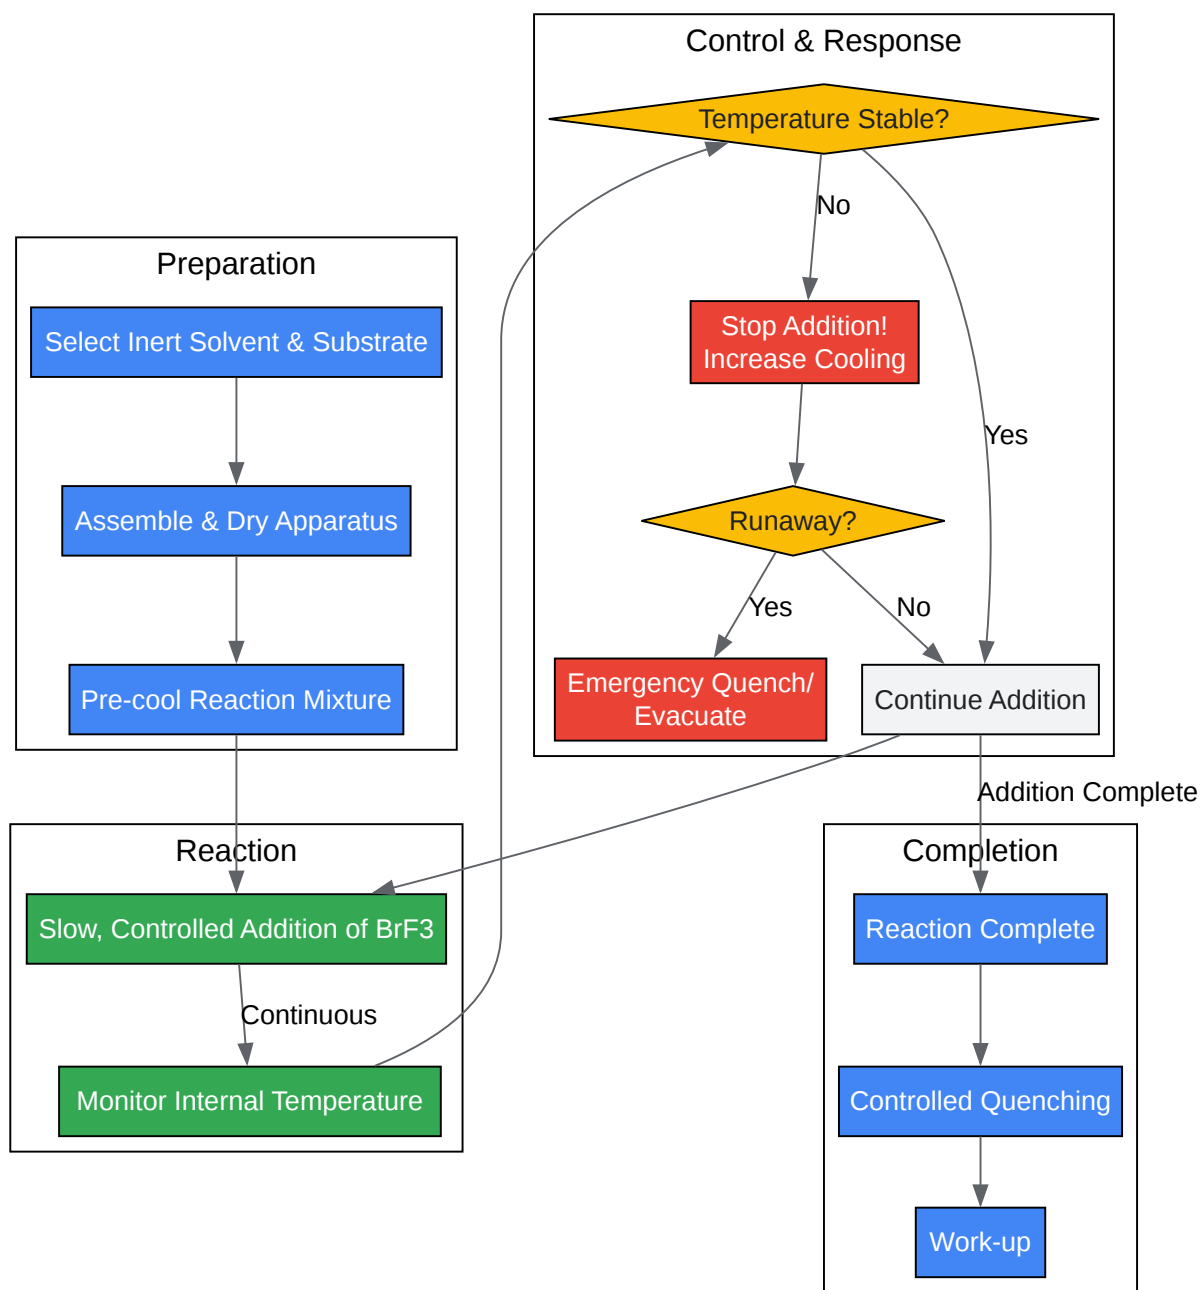 Control & Response
Temperature Stable?
No
Yes
Stop Addition!
Increase Cooling
Runaway?
Yes
No
Emergency Quench/
Evacuate
Continue Addition
Preparation
Select Inert Solvent & Substrate
Assemble & Dry Apparatus
Pre-cool Reaction Mixture
Reaction
Slow, Controlled Addition of BrF3
Continuous
Monitor Internal Temperature
Addition Complete
Completion
Reaction Complete
Controlled Quenching
Work-up